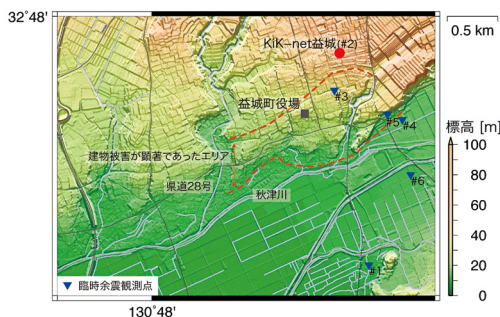 32°48'
KiK-net益城(#2)
0.5 km
#3
益城町役場
#5
#4
標高 [m]
建物被害が顕著であったエリア
100
80
県道28号
60
秋津川
#6
40
20
#1
臨時余震観測点
0
130°48'